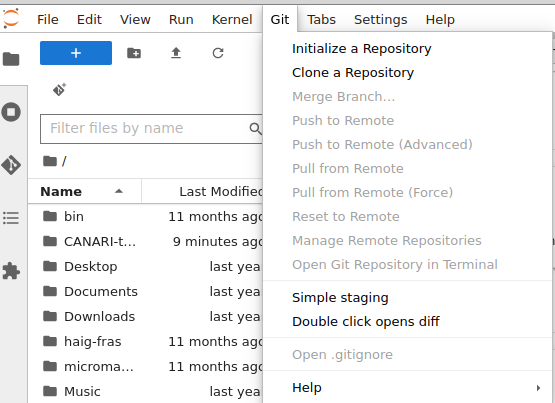 File Edit View Run Kernel Git Tabs Settings Help
+
Filter files by name
/
Name Last Modified
bin 11 months ago
CANARI-t… 9 minutes ago
Desktop last yea
Documents last yea
Downloads last yea
haig-fras 11 months ago
microma… 11 months ago
Music last yea
Initialize a Repository
Clone a Repository
Merge Branch…
Push to Remote
Push to Remote (Advanced)
Pull from Remote
Pull from Remote (Force)
Reset to Remote
Manage Remote Repositories
Open Git Repository in Terminal
Simple staging
Double click opens diff
Open .gitignore
Help